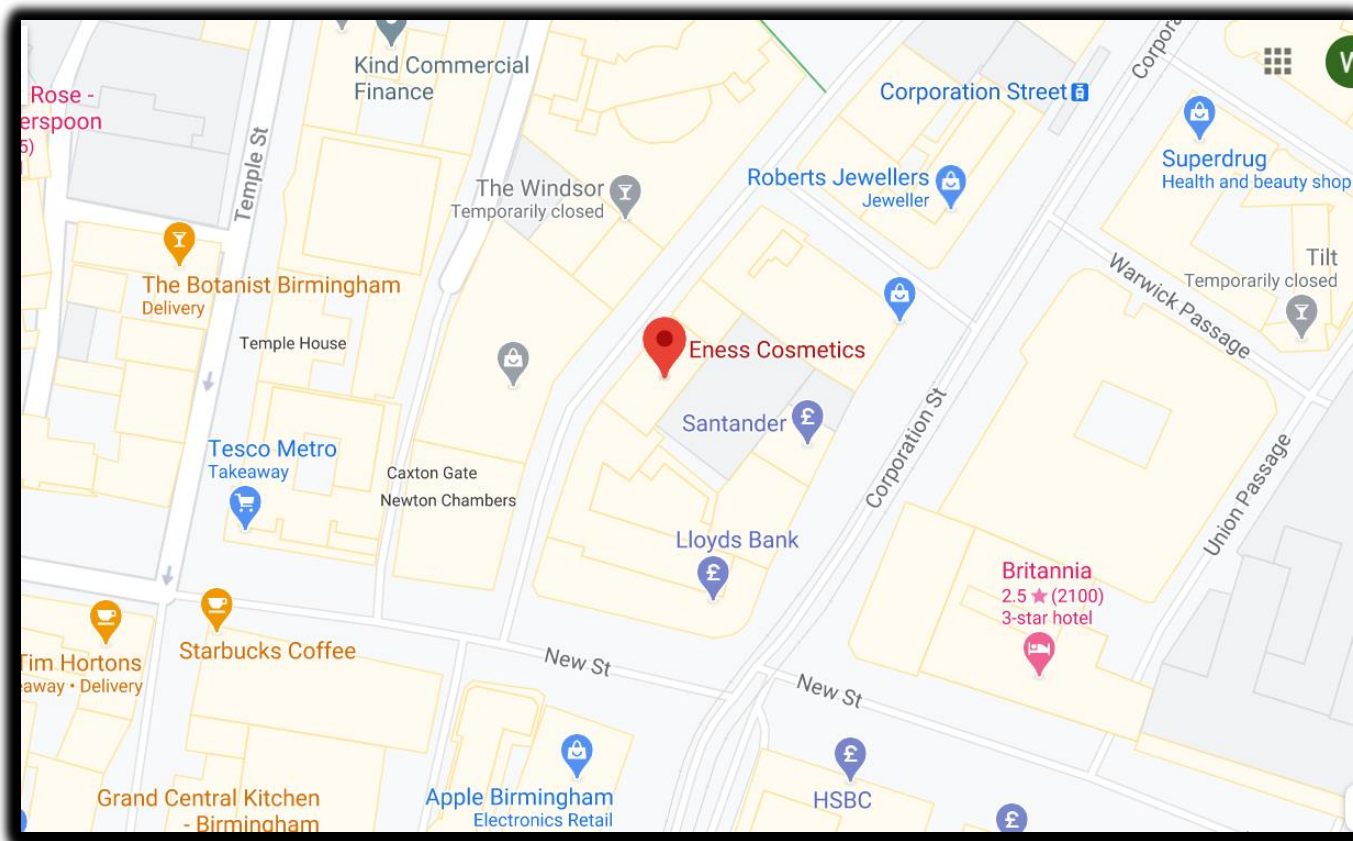 Kind Commercial
Finance
Rose -
erspoon
5)
Temple St
Corporation Street
Corpora
W
Superdrug
Health and beauty shop
The Windsor
Temporarily closed
Roberts Jewellers
Jeweller
The Botanist Birmingham
Delivery
Temple House
Warwick Passage
Tilt
Temporarily closed
Eness Cosmetics
Santander
£
Tesco Metro
Takeaway
Caxton Gate
Newton Chambers
Corporation St
Union Passage
Lloyds Bank
£
Britannia
2.5 ★ (2100)
3-star hotel
Starbucks Coffee
Tim Hortons
eaway • Delivery
New St
New St
Grand Central Kitchen
- Birmingham
Apple Birmingham
Electronics Retail
£
HSBC
£